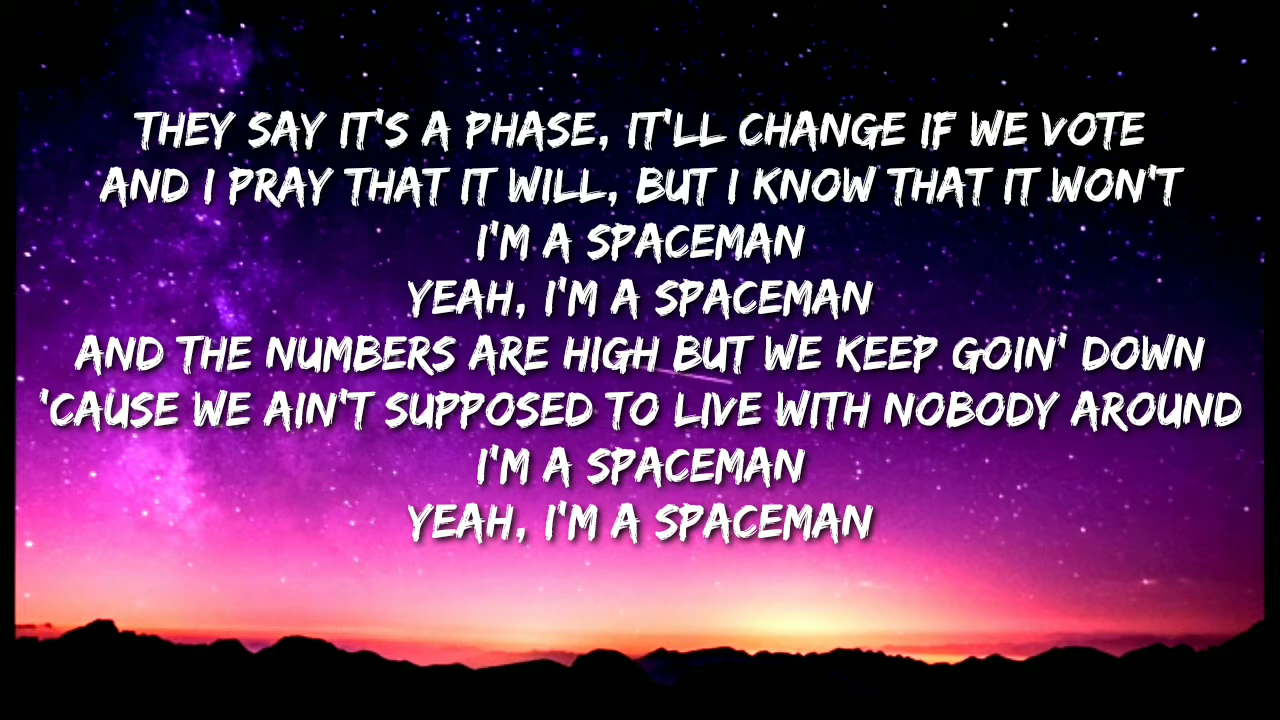 THEY SAY IT'S A PHASE, IT'LL CHANGE IF WE VOTE
AND I PRAY THAT IT WILL, BUT I KNOW THAT IT WON'T
I'M A SPACEMAN
YEAH, I'M A SPACEMAN
AND THE NUMBERS ARE HIGH BUT WE KEEP GOIN' DOWN
'CAUSE WE AIN'T SUPPOSED TO LIVE WITH NOBODY AROUND
I'M A SPACEMAN
YEAH, I'M A SPACEMAN